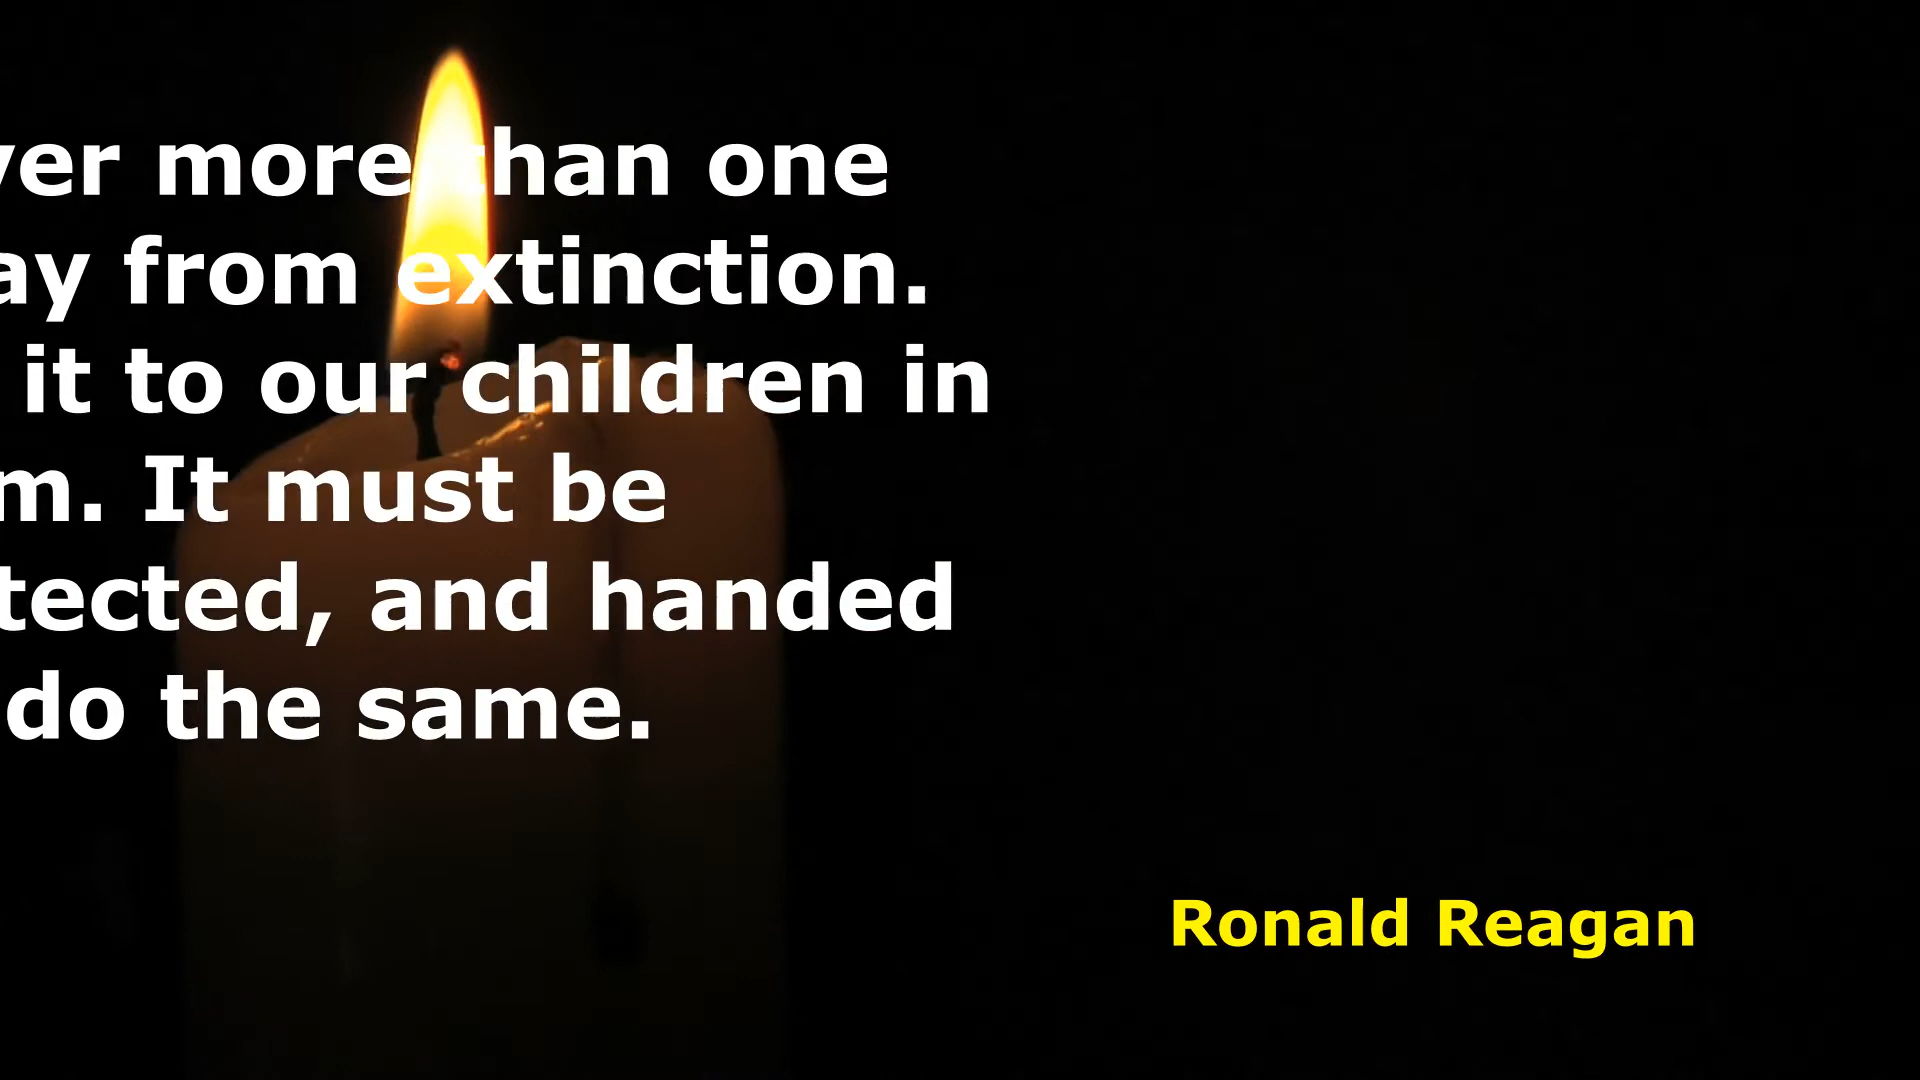 ver more than one
ay from extinction.
it to our children in
m. It must be
tected, and handed
do the same.
Ronald Reagan